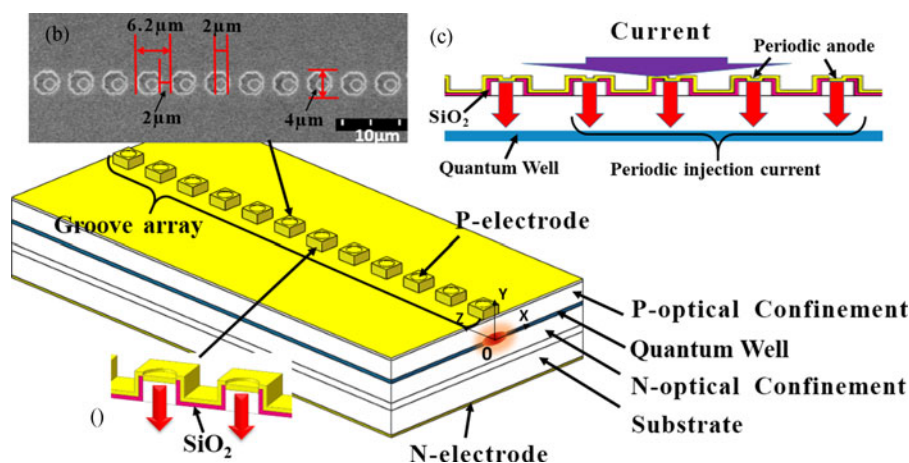 (b)
6.2μm
2μm
2μm
4μm
10μm
(c)
Current
Periodic anode
SiO2
Quantum Well
Periodic injection current
Groove array
P-electrode
Y
Z
X
0
P-optical Confinement
Quantum Well
N-optical Confinement
Substrate
()
SiO2
N-electrode